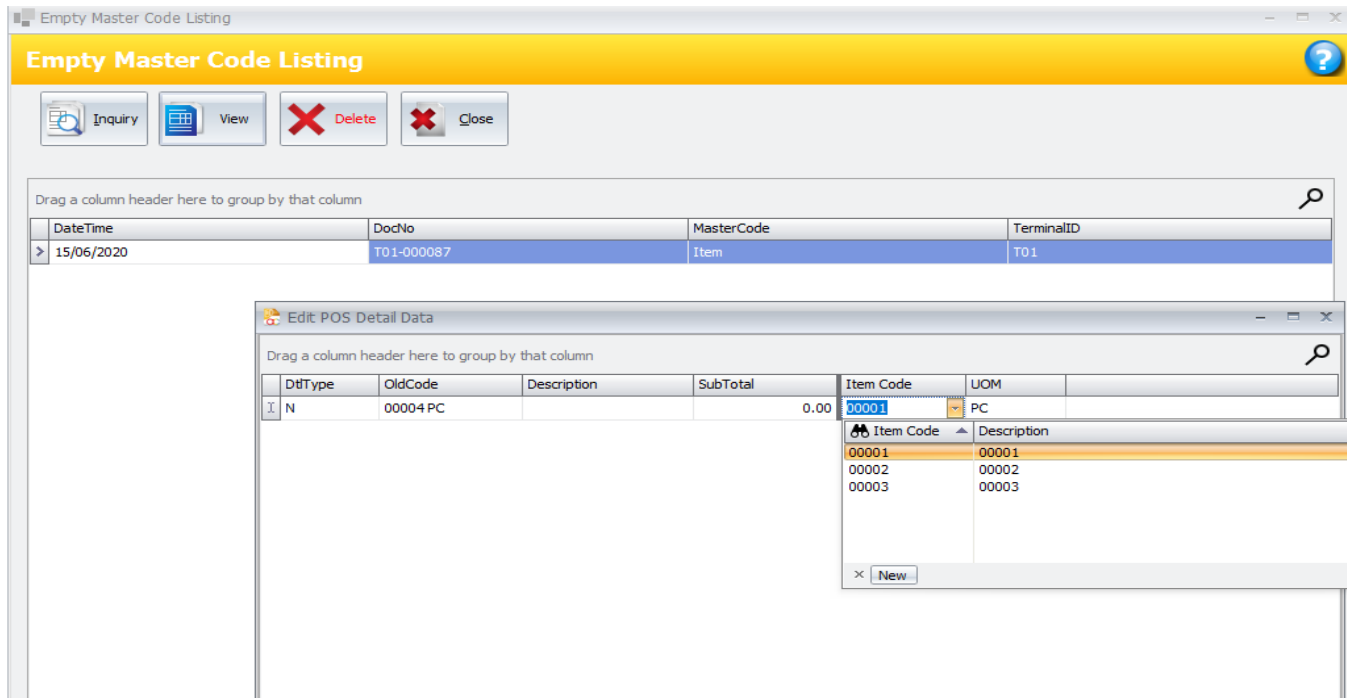 Empty Master Code Listing
Empty Master Code Listing
Inquiry View Delete Close
Drag a column header here to group by that column
DateTime DocNo MasterCode TerminalID
15/06/2020 T01-000087 Item T01
Edit POS Detail Data
Drag a column header here to group by that column
DtlType OldCode Description SubTotal Item Code UOM
N 00004 PC 0.00 00001 PC
Item Code Description
00001 00001
00002 00002
00003 00003
New